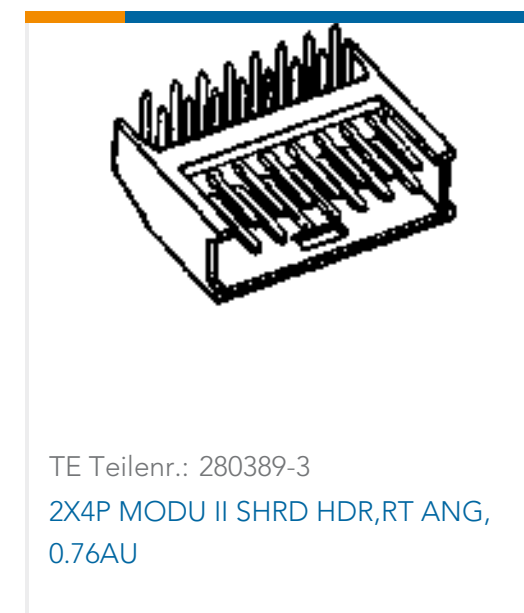 TE Teilenr.: 280389-3
2X4P MODU II SHRD HDR,RT ANG,
0.76AU